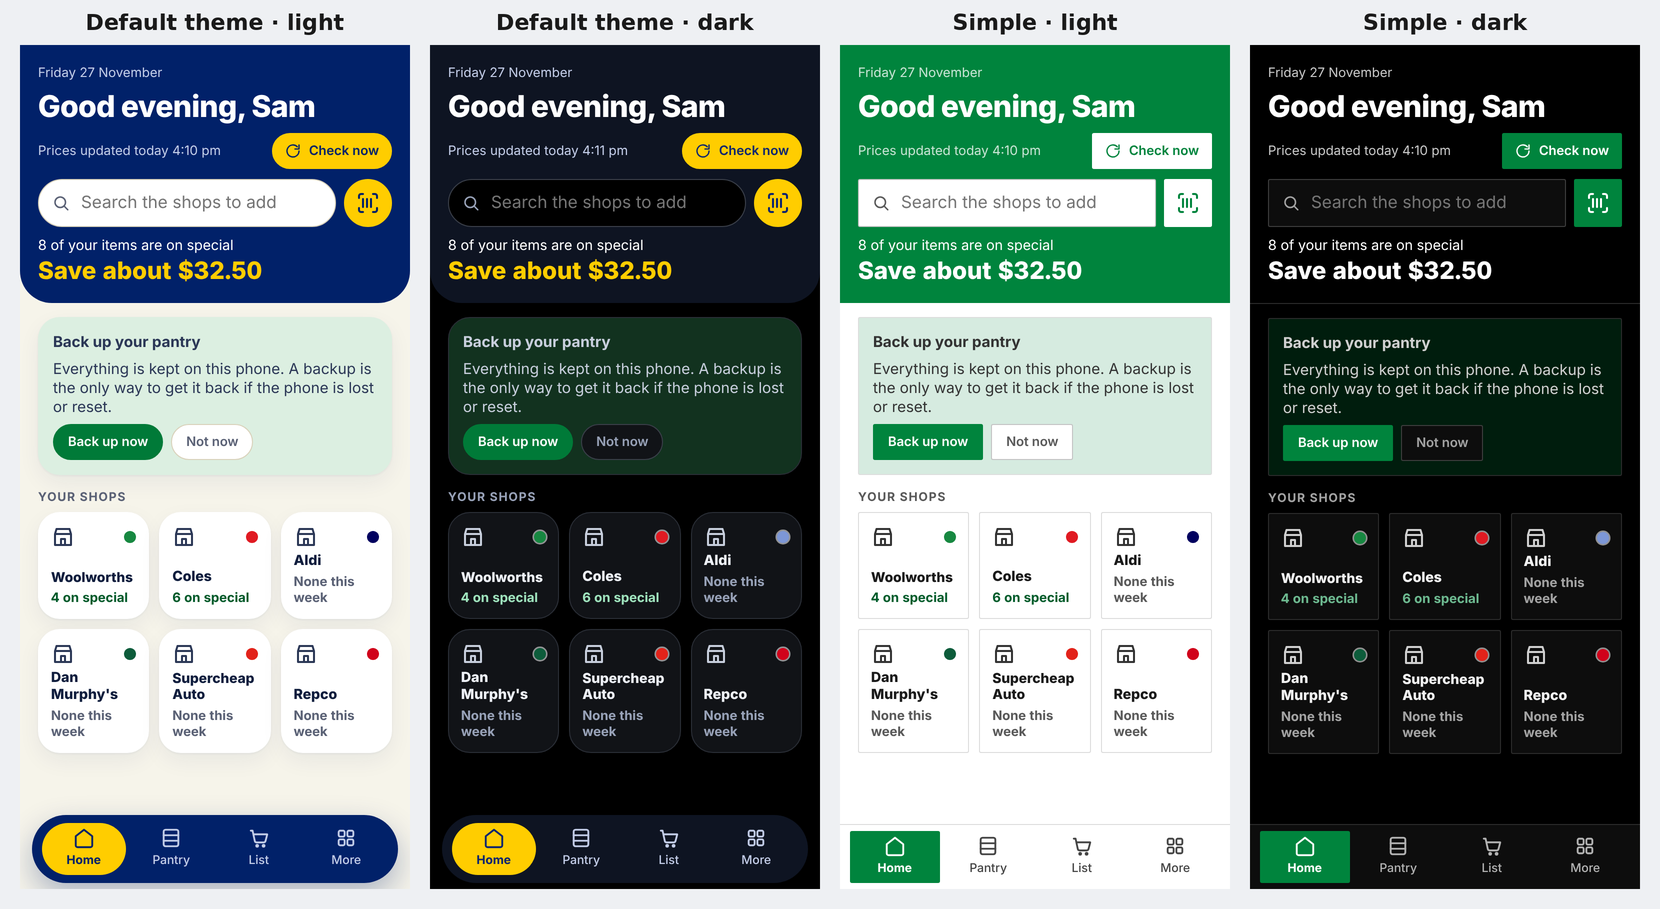 Default theme · light
Friday 27 November
Good evening, Sam
Prices updated today 4:10 pm
Check now
Search the shops to add
8 of your items are on special
Save about $32.50
Back up your pantry
Everything is kept on this phone. A backup is
the only way to get it back if the phone is lost
or reset.
Back up now
Not now
YOUR SHOPS
Woolworths
4 on special
Coles
6 on special
Aldi
None this
week
Dan
Murphy's
None this
week
Supercheap
Auto
None this
week
Repco
None this
week
Home
Pantry
List
More
Default theme · dark
Friday 27 November
Good evening, Sam
Prices updated today 4:11 pm
Check now
Search the shops to add
8 of your items are on special
Save about $32.50
Back up your pantry
Everything is kept on this phone. A backup is
the only way to get it back if the phone is lost
or reset.
Back up now
Not now
YOUR SHOPS
Woolworths
4 on special
Coles
6 on special
Aldi
None this
week
Dan
Murphy's
None this
week
Supercheap
Auto
None this
week
Repco
None this
week
Home
Pantry
List
More
Simple · light
Friday 27 November
Good evening, Sam
Prices updated today 4:10 pm
Check now
Search the shops to add
8 of your items are on special
Save about $32.50
Back up your pantry
Everything is kept on this phone. A backup is
the only way to get it back if the phone is lost
or reset.
Back up now
Not now
YOUR SHOPS
Woolworths
4 on special
Coles
6 on special
Aldi
None this
week
Dan
Murphy's
None this
week
Supercheap
Auto
None this
week
Repco
None this
week
Home
Pantry
List
More
Simple · dark
Friday 27 November
Good evening, Sam
Prices updated today 4:10 pm
Check now
Search the shops to add
8 of your items are on special
Save about $32.50
Back up your pantry
Everything is kept on this phone. A backup is
the only way to get it back if the phone is lost
or reset.
Back up now
Not now
YOUR SHOPS
Woolworths
4 on special
Coles
6 on special
Aldi
None this
week
Dan
Murphy's
None this
week
Supercheap
Auto
None this
week
Repco
None this
week
Home
Pantry
List
More